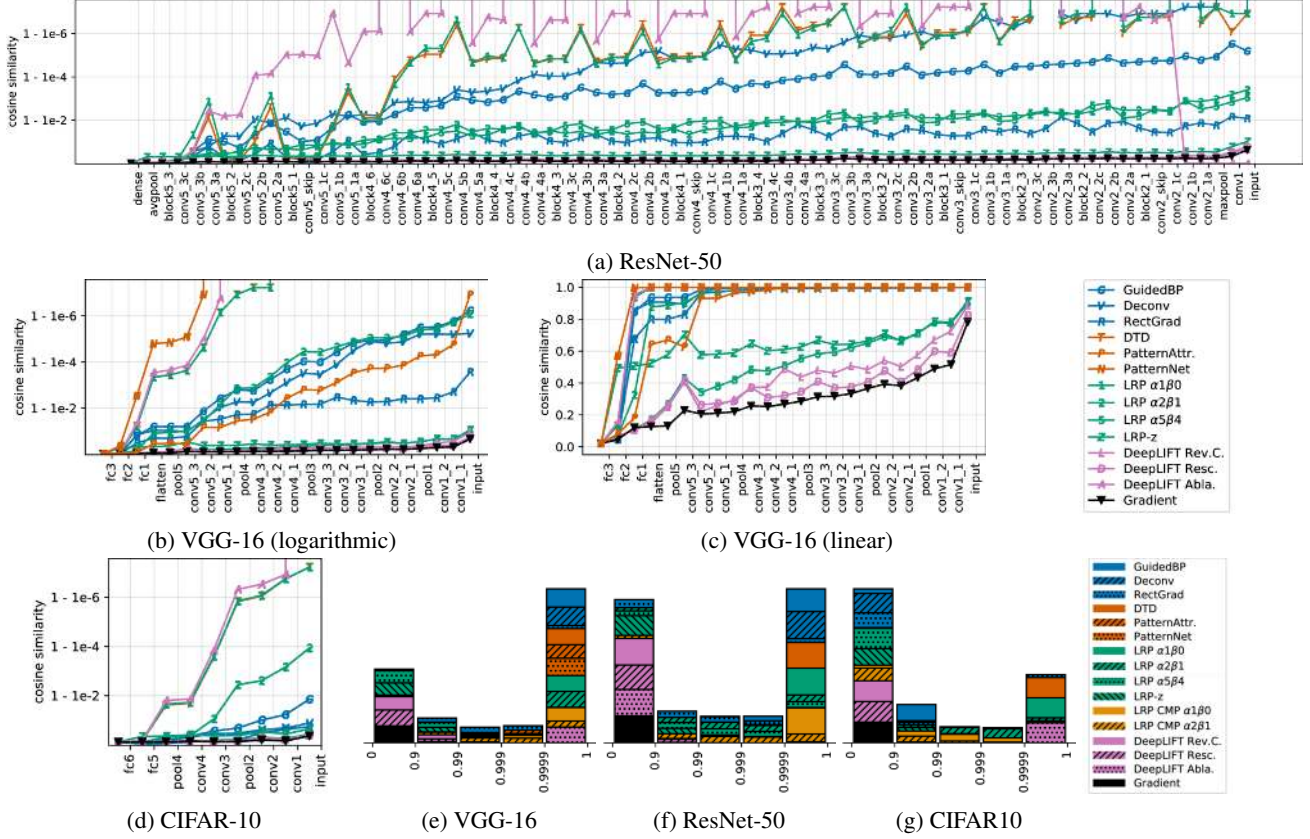 cosine similarity
1 - 1e-6
1 - 1e-4
1 - 1e-2
dense
avgpool
block5_3
conv5_3c
conv5_3b
conv5_3a
block5_2
conv5_2c
conv5_2b
conv5_2a
block5_1
conv5_skip
conv5_1c
conv5_1b
conv5_1a
block4_6
conv4_6c
conv4_6b
conv4_6a
block4_5
conv4_5c
conv4_5b
conv4_5a
block4_4
conv4_4c
conv4_4b
conv4_4a
block4_3
conv4_3c
conv4_3b
conv4_3a
block4_2
conv4_2c
conv4_2b
conv4_2a
block4_1
conv4_skip
conv4_1c
conv4_1b
conv4_1a
block3_4
conv3_4c
conv3_4b
conv3_4a
block3_3
conv3_3c
conv3_3b
conv3_3a
block3_2
conv3_2c
conv3_2b
conv3_2a
block3_1
conv3_skip
conv3_1c
conv3_1b
conv3_1a
block2_3
conv2_3c
conv2_3b
conv2_3a
block2_2
conv2_2c
conv2_2b
conv2_2a
block2_1
conv2_skip
conv2_1c
conv2_1b
conv2_1a
maxpool
conv1
input
(a) ResNet-50
cosine similarity
1 - 1e-6
1 - 1e-4
1 - 1e-2
fc3
fc2
fc1
flatten
pool5
conv5_3
conv5_2
conv5_1
pool4
conv4_3
conv4_2
conv4_1
pool3
conv3_3
conv3_2
conv3_1
pool2
conv2_2
conv2_1
pool1
conv1_2
conv1_1
input
(b) VGG-16 (logarithmic)
cosine similarity
1.0
0.8
0.6
0.4
0.2
0.0
fc3
fc2
fc1
flatten
pool5
conv5_3
conv5_2
conv5_1
pool4
conv4_3
conv4_2
conv4_1
pool3
conv3_3
conv3_2
conv3_1
pool2
conv2_2
conv2_1
pool1
conv1_2
conv1_1
input
(c) VGG-16 (linear)
GuidedBP
Deconv
RectGrad
DTD
PatternAttr.
PatternNet
LRP α1β0
LRP α2β1
LRP α5β4
LRP-z
DeepLIFT Rev.C.
DeepLIFT Resc.
DeepLIFT Abla.
Gradient
cosine similarity
1 - 1e-6
1 - 1e-4
1 - 1e-2
fc6
fc5
pool4
conv4
conv3
pool2
conv2
conv1
input
(d) CIFAR-10
0
0.9
0.99
0.999
0.9999
1
(e) VGG-16
0
0.9
0.99
0.999
0.9999
1
(f) ResNet-50
0
0.9
0.99
0.999
0.9999
1
(g) CIFAR10
GuidedBP
Deconv
RectGrad
DTD
PatternAttr.
PatternNet
LRP α1β0
LRP α2β1
LRP α5β4
LRP-z
LRP CMP α1β0
LRP CMP α2β1
DeepLIFT Rev.C.
DeepLIFT Resc.
DeepLIFT Abla.
Gradient